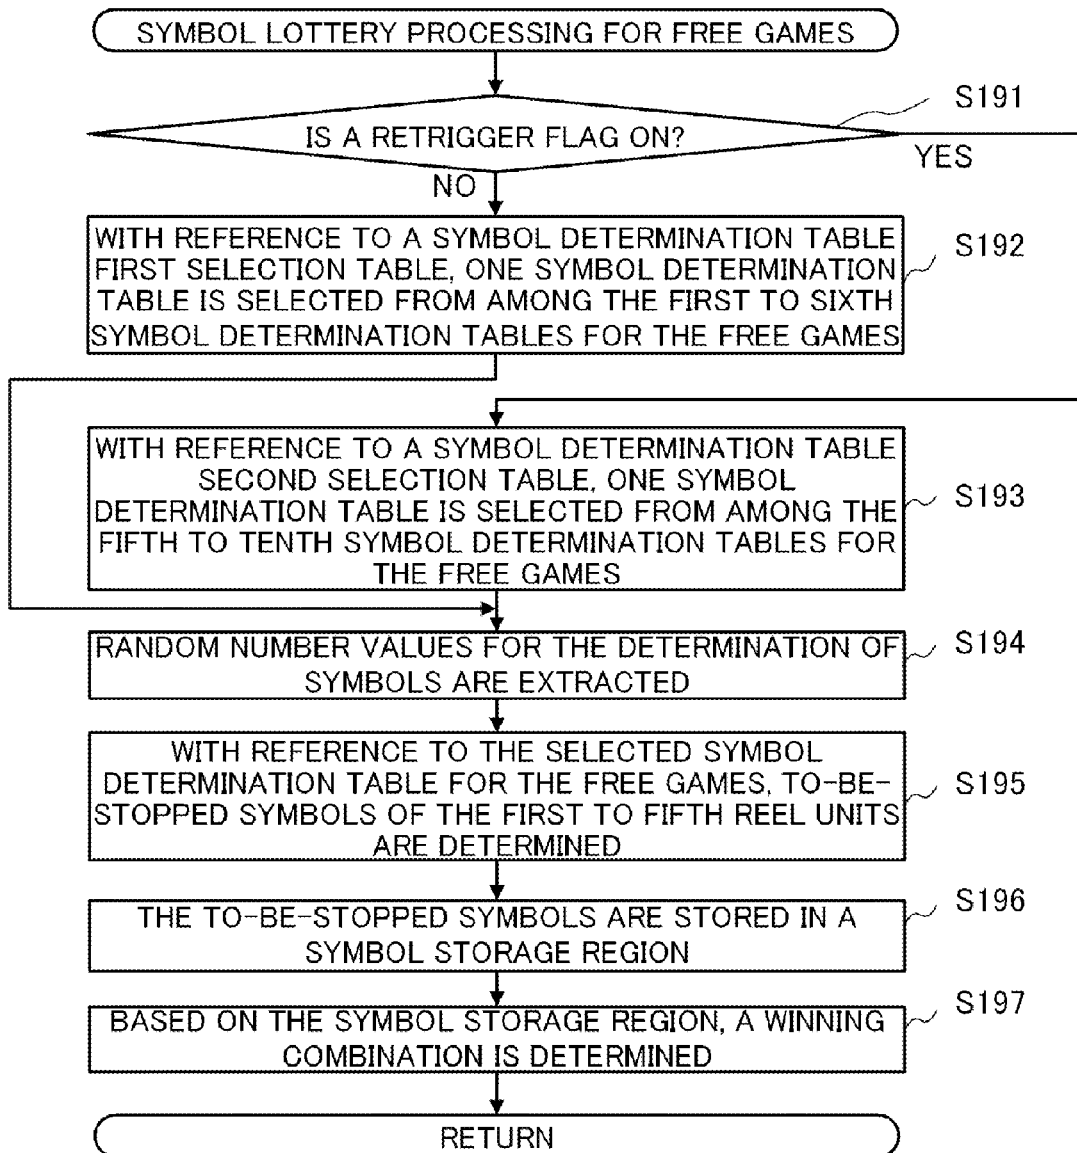 SYMBOL LOTTERY PROCESSING FOR FREE GAMES
S191
IS A RETRIGGER FLAG ON?
YES
NO
S192
WITH REFERENCE TO A SYMBOL DETERMINATION TABLE
FIRST SELECTION TABLE, ONE SYMBOL DETERMINATION
TABLE IS SELECTED FROM AMONG THE FIRST TO SIXTH
SYMBOL DETERMINATION TABLES FOR THE FREE GAMES
S193
WITH REFERENCE TO A SYMBOL DETERMINATION TABLE
SECOND SELECTION TABLE, ONE SYMBOL
DETERMINATION TABLE IS SELECTED FROM AMONG THE
FIFTH TO TENTH SYMBOL DETERMINATION TABLES FOR
THE FREE GAMES
S194
RANDOM NUMBER VALUES FOR THE DETERMINATION OF
SYMBOLS ARE EXTRACTED
S195
WITH REFERENCE TO THE SELECTED SYMBOL
DETERMINATION TABLE FOR THE FREE GAMES, TO-BE-
STOPPED SYMBOLS OF THE FIRST TO FIFTH REEL UNITS
ARE DETERMINED
S196
THE TO-BE-STOPPED SYMBOLS ARE STORED IN A
SYMBOL STORAGE REGION
S197
BASED ON THE SYMBOL STORAGE REGION, A WINNING
COMBINATION IS DETERMINED
RETURN